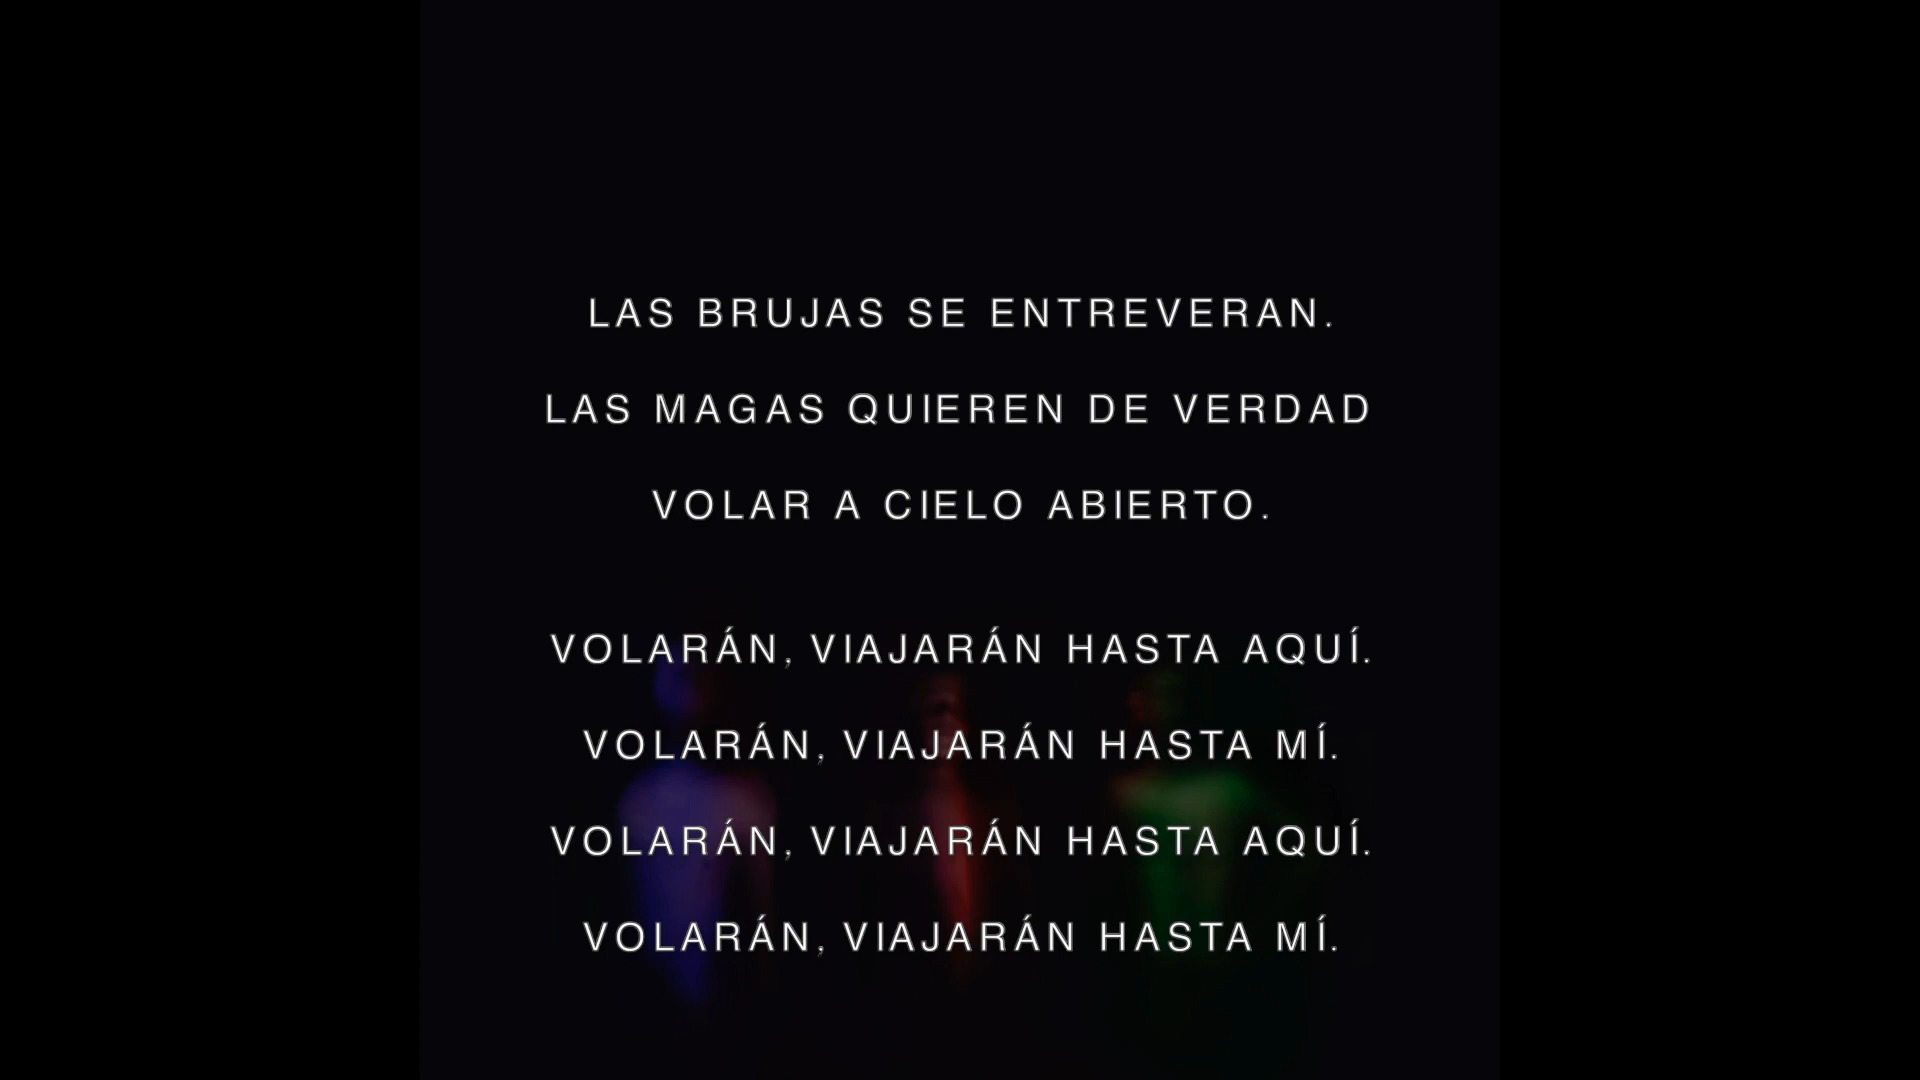 LAS BRUJAS SE ENTREVERAN.
LAS MAGAS QUIEREN DE VERDAD
VOLAR A CIELO ABIERTO.
VOLARÁN, VIAJARÁN HASTA AQUÍ.
VOLARÁN, VIAJARÁN HASTA MÍ.
VOLARÁN, VIAJARÁN HASTA AQUÍ.
VOLARÁN, VIAJARÁN HASTA MÍ.